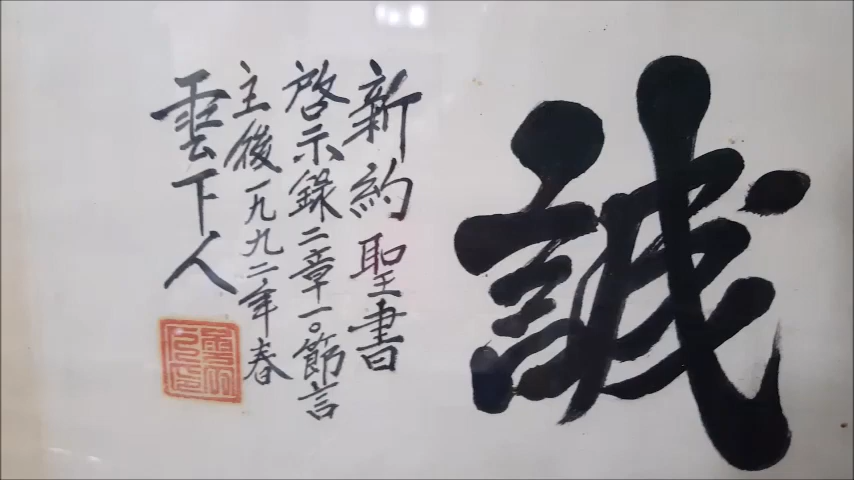 誠
新約聖書
啓示錄二章一〇節言
主後一九九二年春
雲下人